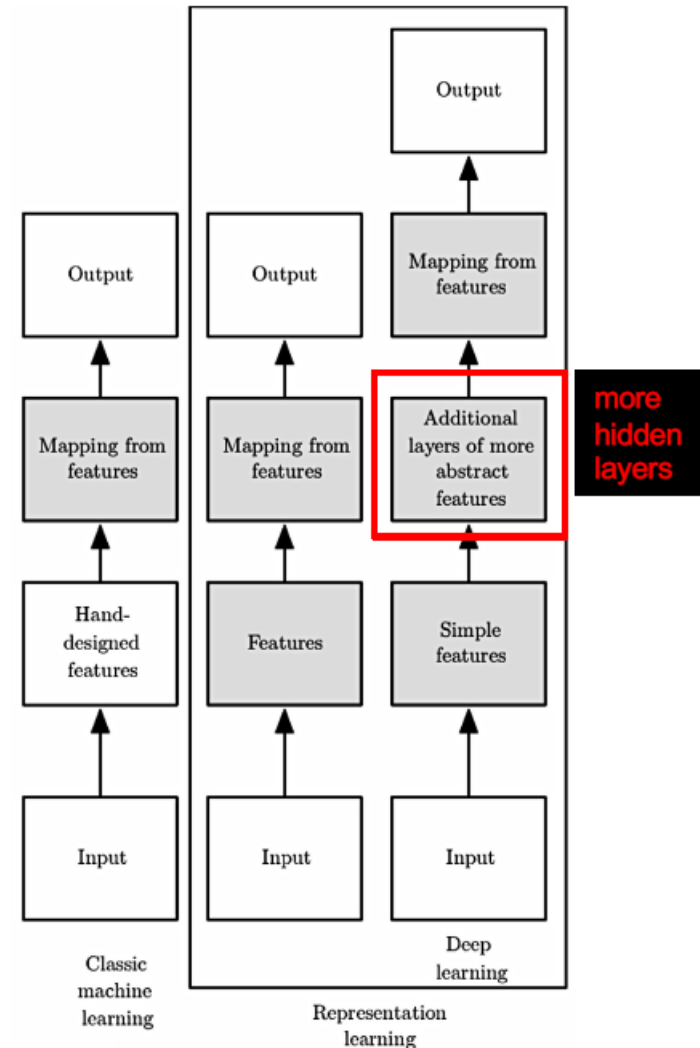 Output
Output
Output
Mapping from
features
Mapping from
features
Mapping from
features
Additional
layers of more
abstract
features
more
hidden
layers
Hand-
designed
features
Features
Simple
features
Input
Input
Input
Classic
machine
learning
Deep
learning
Representation
learning